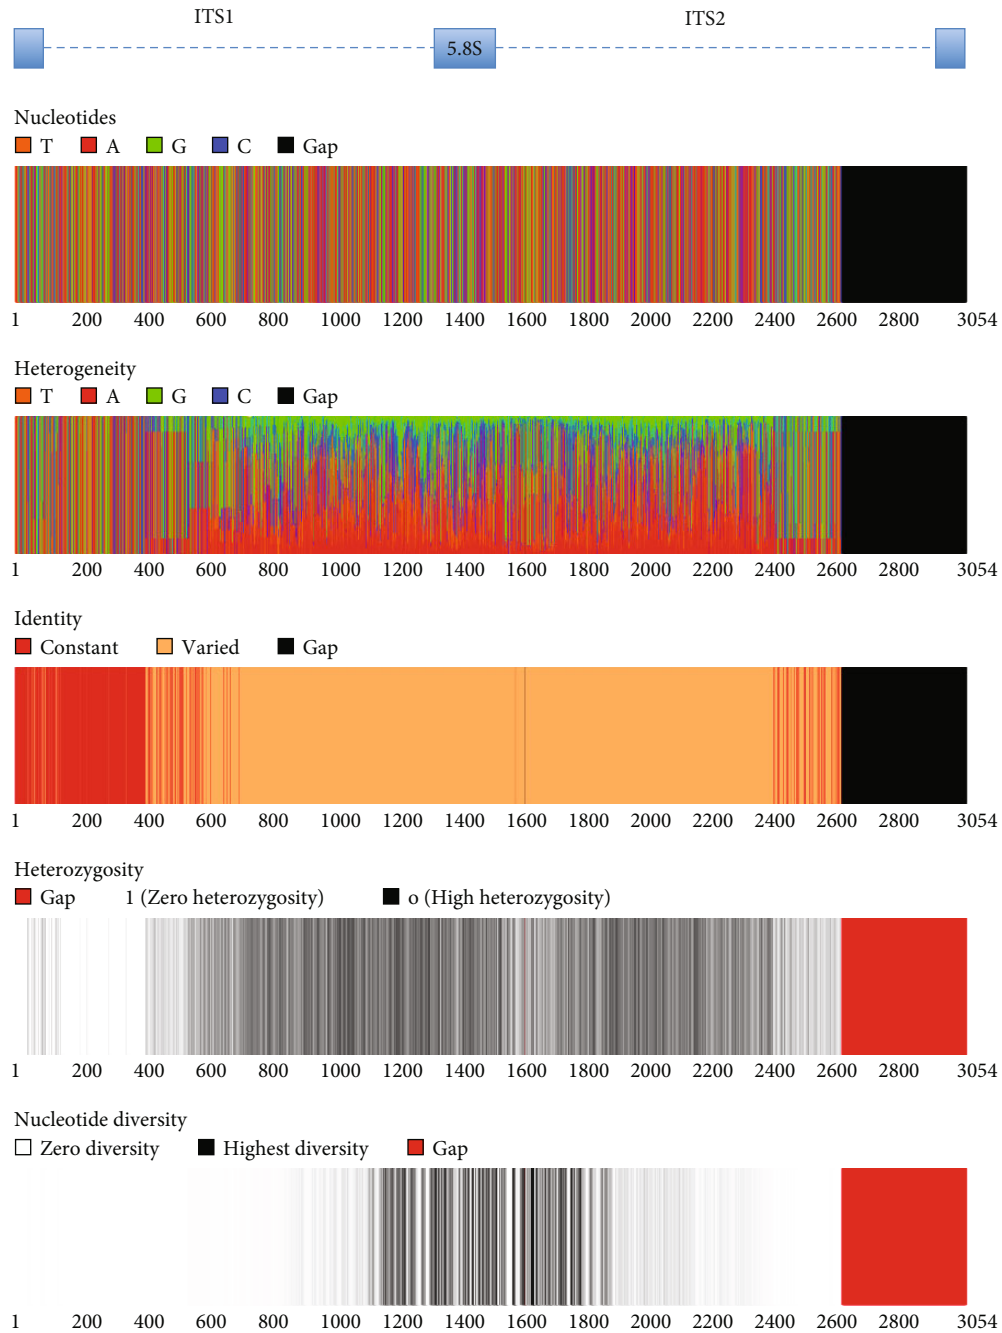 ITS1 ITS2
5.8S
Nucleotides
T A G C Gap
1 200 400 600 800 1000 1200 1400 1600 2000 2200 2400 2600 2800 3054
Heterogeneity
T A G C Gap
1 200 400 600 800 1000 1200 1400 1600 2000 2200 2400 2600 2800 3054
Identity
Constant Varied Gap
1 200 400 600 800 1000 1200 1400 1600 2000 2200 2400 2600 2800 3054
Heterozygosity
Gap 1 (Zero heterozygosity) o (High heterozygosity)
1 200 400 600 800 1000 1200 1400 1600 2000 2200 2400 2600 2800 3054
Nucleotide diversity
Zero diversity Highest diversity Gap
1 200 400 600 800 1000 1200 1400 1600 2000 2200 2400 2600 2800 3054